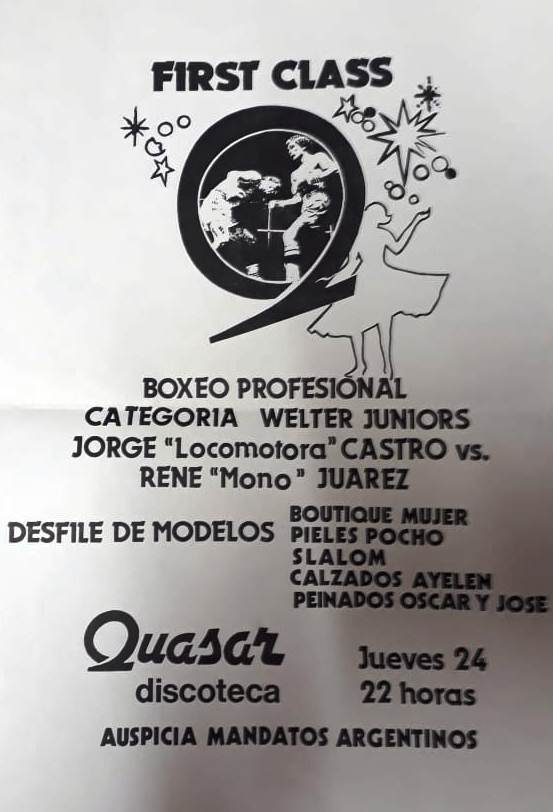 FIRST CLASS
BOXEO PROFESIONAL
CATEGORIA WELTER JUNIORS
JORGE "Locomotora" CASTRO vs.
RENE "Mono" JUAREZ
DESFILE DE MODELOS
BOUTIQUE MUJER
PIELES POCHO
SLALOM
CALZADOS AYELEN
PEINADOS OSCAR Y JOSE
Quasar
discoteca
Jueves 24
22 horas
AUSPICIA MANDATOS ARGENTINOS